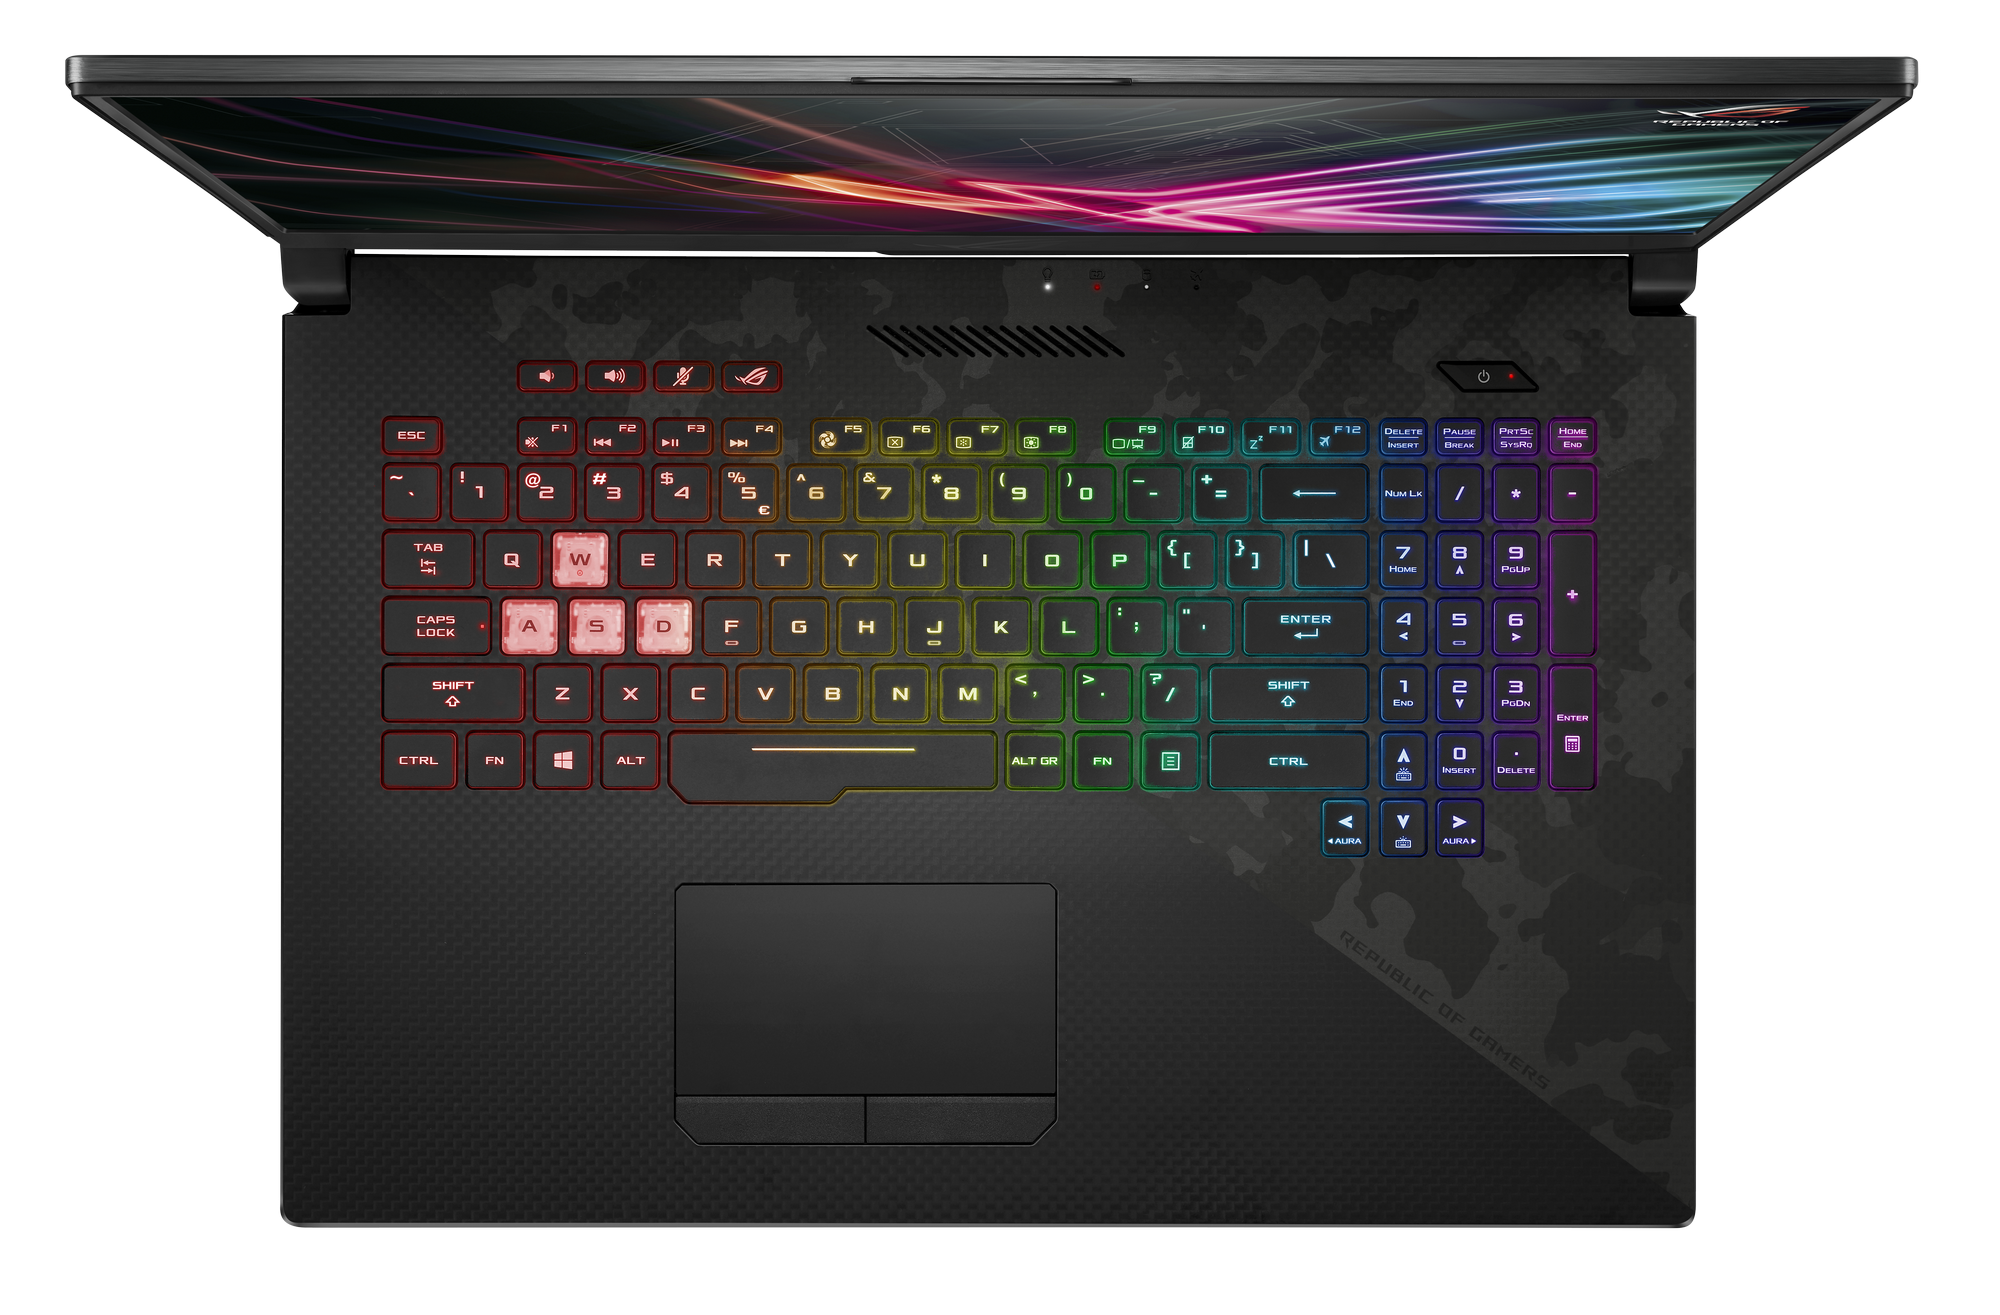 REPUBLIC OF
GAMERS
ESC F1 F2 F3 F4 F5 F6 F7 F8 F9 F10 F11 F12 DELETE INSERT PAUSE BREAK PRTSC SYSRQ HOME END
~ ` ! 1 @ 2 # 3 $ 4 % 5 € ^ 6 & 7 * 8 ( 9 ) 0 _ - + = NUM LK / * -
TAB Q W E R T Y U I O P { [ } ] | \ 7 HOME 8 9 PGUP +
CAPS LOCK A S D F G H J K L : ; " ' ENTER 4 5 6
SHIFT Z X C V B N M < , > . ? / SHIFT 1 END 2 3 PGDN ENTER
CTRL FN ALT ALT GR FN CTRL 0 INSERT . DELETE
AURA AURA
REPUBLIC OF GAMERS